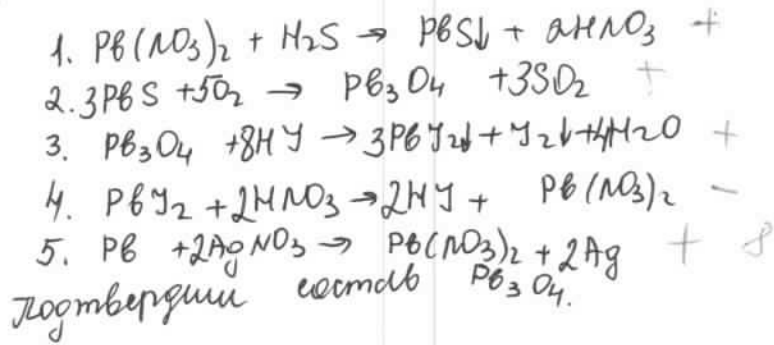 1. Pb(NO₃)₂ + H₂S → PbS↓ + 2HNO₃ +
2. 3PbS + 5O₂ → Pb₃O₄ + 3SO₂ +
3. Pb₃O₄ + 8HJ → 3PbJ₂↓ + J₂↓ + 4H₂O +
4. PbJ₂ + 2HNO₃ → 2HJ + Pb(NO₃)₂ -
5. Pb + 2AgNO₃ → Pb(NO₃)₂ + 2Ag + 8
подтвердили состав Pb₃O₄.